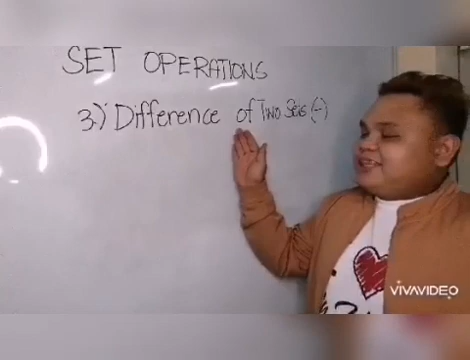 SET OPERATIONS
3.) Difference of Two Sets (-)
VIVAVIDEO